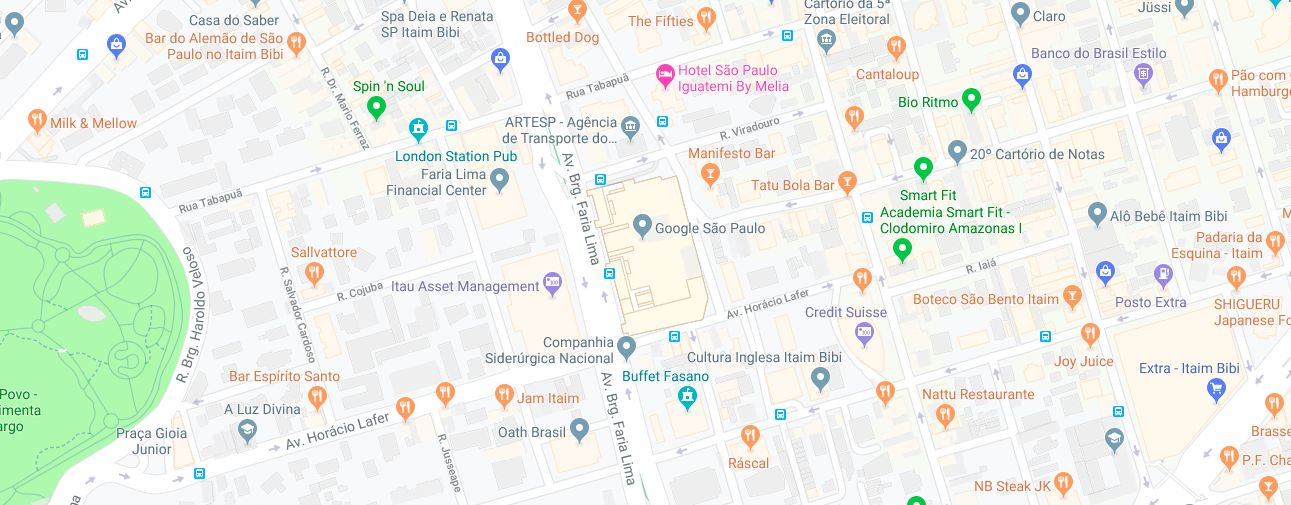 Casa do Saber
Bar do Alemão de São
Paulo no Itaim Bibi
Spa Deia e Renata
SP Itaim Bibi
Bottled Dog
The Fifties
Cartório da 5ª
Zona Eleitoral
Claro
Jüssi
Banco do Brasil Estilo
Cantaloup
Pão com
Hamburge
Milk & Mellow
R. Dr. Mario Ferraz
Spin 'n Soul
Rua Tabapuã
Hotel São Paulo
Iguatemi By Melia
Bio Ritmo
ARTESP - Agência
de Transporte do...
R. Viradouro
London Station Pub
Faria Lima
Financial Center
Av. Brg. Faria Lima
Manifesto Bar
Tatu Bola Bar
20º Cartório de Notas
Smart Fit
Academia Smart Fit -
Clodomiro Amazonas I
Alô Bebê Itaim Bibi
Rua Tabapuã
Google São Paulo
Padaria da
Esquina - Itaim
R. Brg. Haroldo Veloso
Sallvattore
R. Salvador Cardoso
R. Cojuba
Itau Asset Management
R. Iaiá
Av. Horácio Lafer
Boteco São Bento Itaim
Posto Extra
SHIGUERU
Japanese Fo
Credit Suisse
Companhia
Siderúrgica Nacional
Cultura Inglesa Itaim Bibi
Joy Juice
Extra - Itaim Bibi
Bar Espírito Santo
Buffet Fasano
Povo -
imenta
argo
A Luz Divina
Jam Itaim
Nattu Restaurante
Av. Horácio Lafer
Praça Gioia
Junior
Oath Brasil
Av. Brg. Faria Lima
R. Jusseape
Ráscal
Brasse
P.F. Cha
NB Steak JK